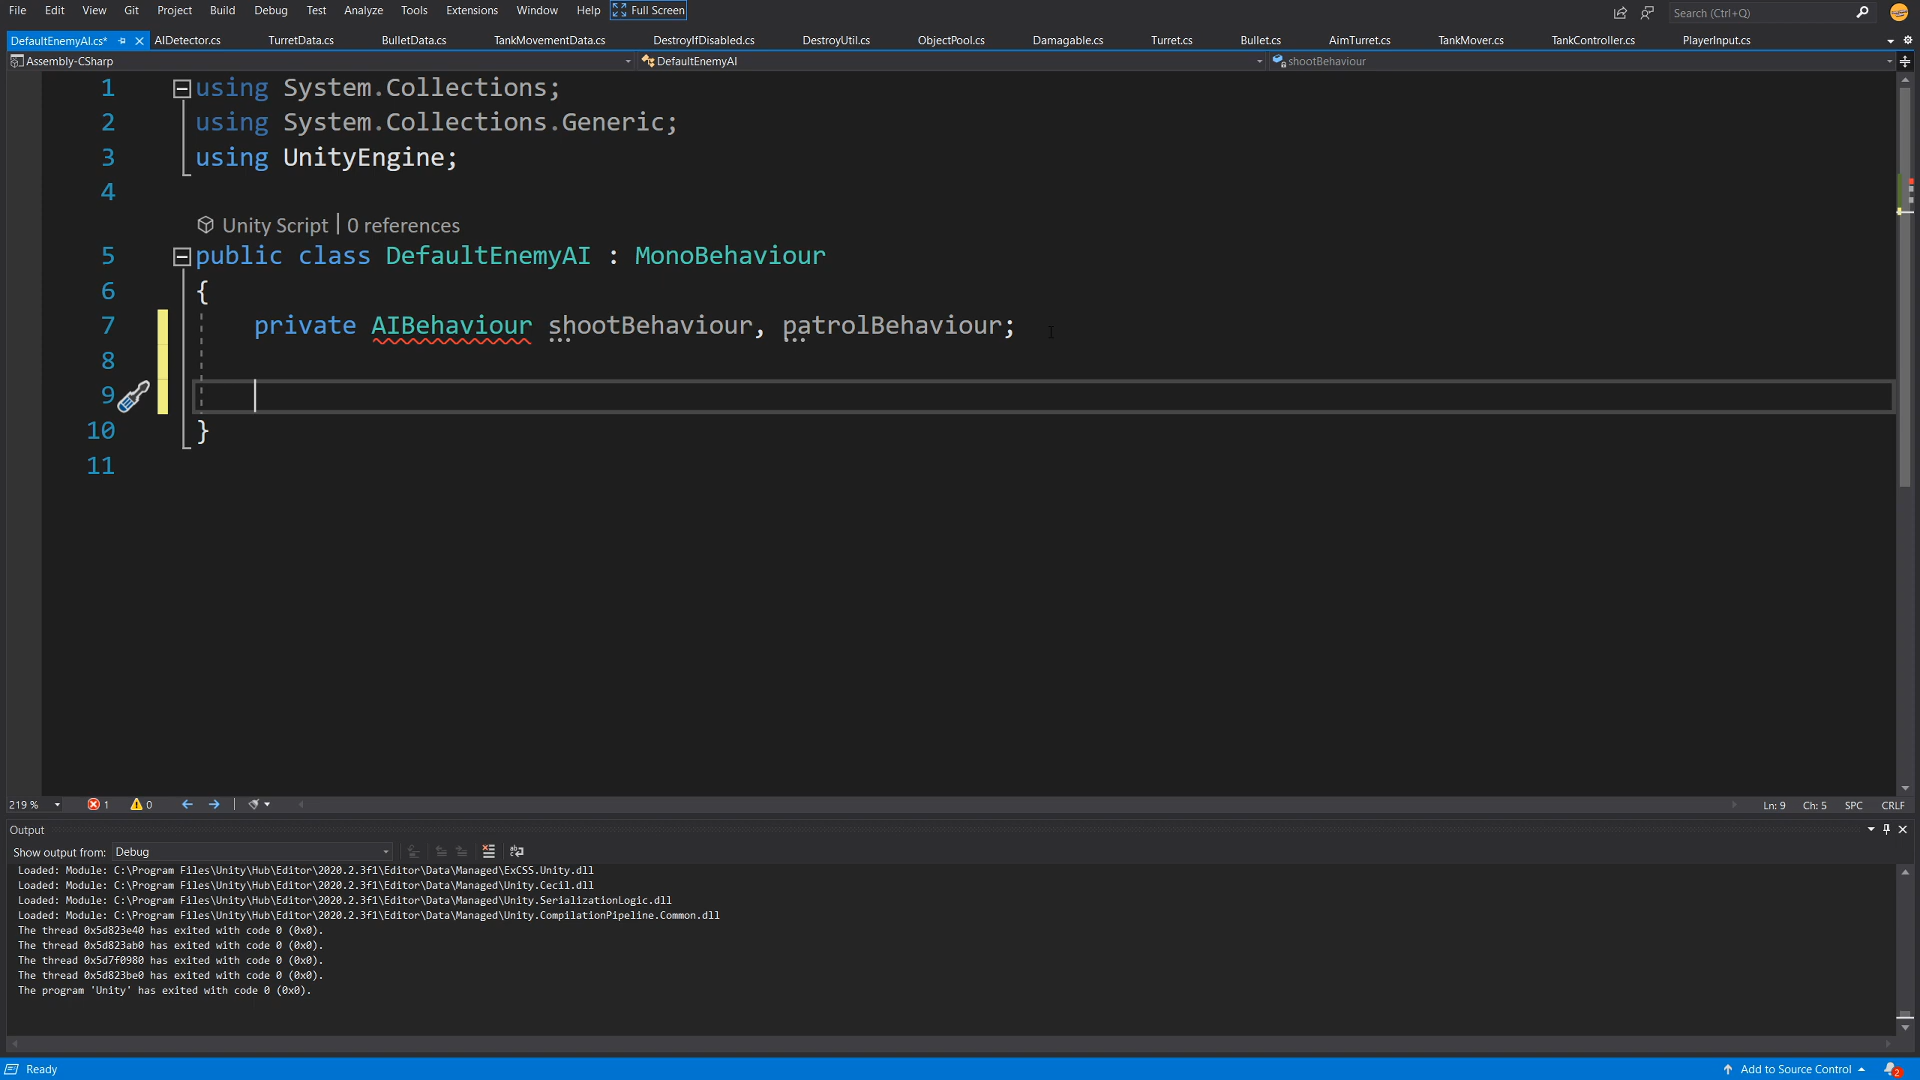 File Edit View Git Project Build Debug Test Analyze Tools Extensions Window Help Full Screen Search (Ctrl+Q)
DefaultEnemyAI.cs* AIDetector.cs TurretData.cs BulletData.cs TankMovementData.cs DestroyIfDisabled.cs DestroyUtil.cs ObjectPool.cs Damagable.cs Turret.cs Bullet.cs AimTurret.cs TankMover.cs TankController.cs PlayerInput.cs
Assembly-CSharp DefaultEnemyAI shootBehaviour
1 using System.Collections;
2 using System.Collections.Generic;
3 using UnityEngine;
4
Unity Script | 0 references
5 public class DefaultEnemyAI : MonoBehaviour
6 {
7 private AIBehaviour shootBehaviour, patrolBehaviour;
8
9
10 }
11
219 % 1 0 Ln: 9 Ch: 5 SPC CRLF
Output
Show output from: Debug
Loaded: Module: C:\Program Files\Unity\Hub\Editor\2020.2.3f1\Editor\Data\Managed\ExCSS.Unity.dll
Loaded: Module: C:\Program Files\Unity\Hub\Editor\2020.2.3f1\Editor\Data\Managed\Unity.Cecil.dll
Loaded: Module: C:\Program Files\Unity\Hub\Editor\2020.2.3f1\Editor\Data\Managed\Unity.SerializationLogic.dll
Loaded: Module: C:\Program Files\Unity\Hub\Editor\2020.2.3f1\Editor\Data\Managed\Unity.CompilationPipeline.Common.dll
The thread 0x5d823e40 has exited with code 0 (0x0).
The thread 0x5d823ab0 has exited with code 0 (0x0).
The thread 0x5d7f0980 has exited with code 0 (0x0).
The thread 0x5d823be0 has exited with code 0 (0x0).
The program 'Unity' has exited with code 0 (0x0).
Ready Add to Source Control 2